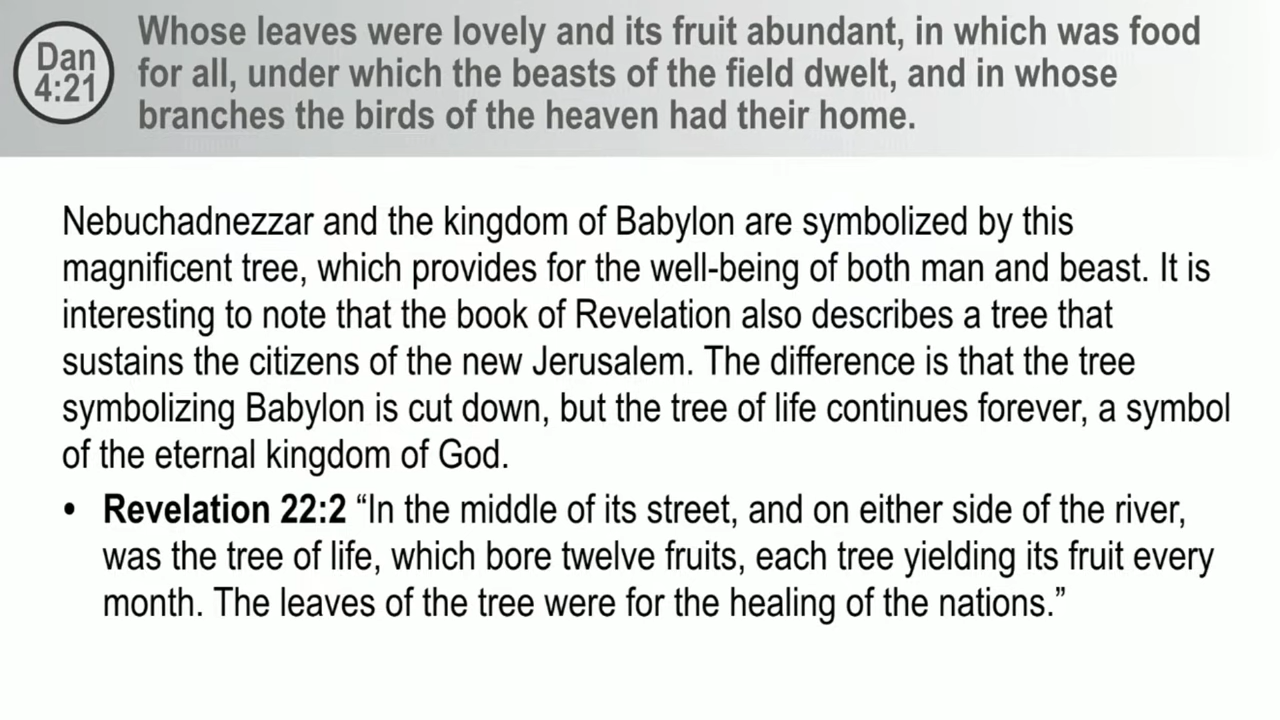 Dan
4:21
Whose leaves were lovely and its fruit abundant, in which was food
for all, under which the beasts of the field dwelt, and in whose
branches the birds of the heaven had their home.
Nebuchadnezzar and the kingdom of Babylon are symbolized by this
magnificent tree, which provides for the well-being of both man and beast. It is
interesting to note that the book of Revelation also describes a tree that
sustains the citizens of the new Jerusalem. The difference is that the tree
symbolizing Babylon is cut down, but the tree of life continues forever, a symbol
of the eternal kingdom of God.
• Revelation 22:2 “In the middle of its street, and on either side of the river,
was the tree of life, which bore twelve fruits, each tree yielding its fruit every
month. The leaves of the tree were for the healing of the nations.”